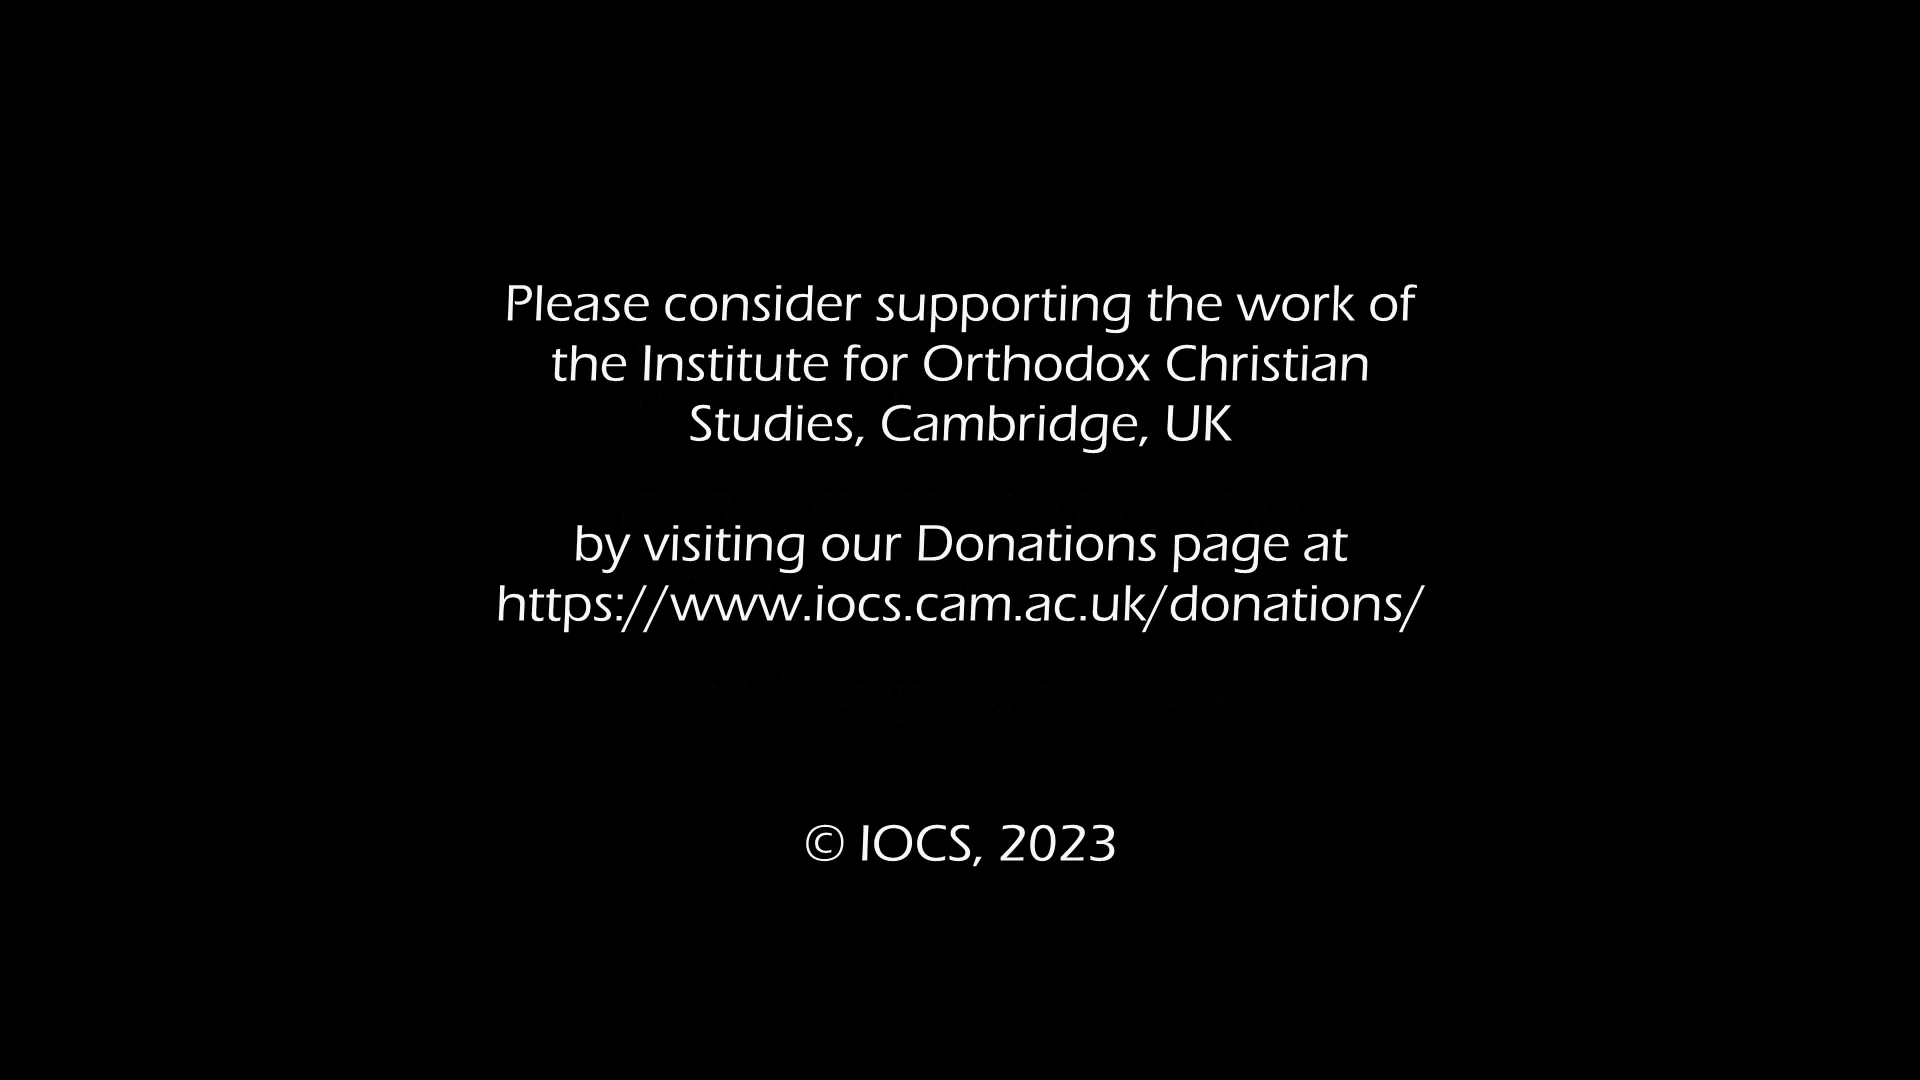 Please consider supporting the work of
the Institute for Orthodox Christian
Studies, Cambridge, UK
by visiting our Donations page at
https://www.iocs.cam.ac.uk/donations/
© IOCS, 2023